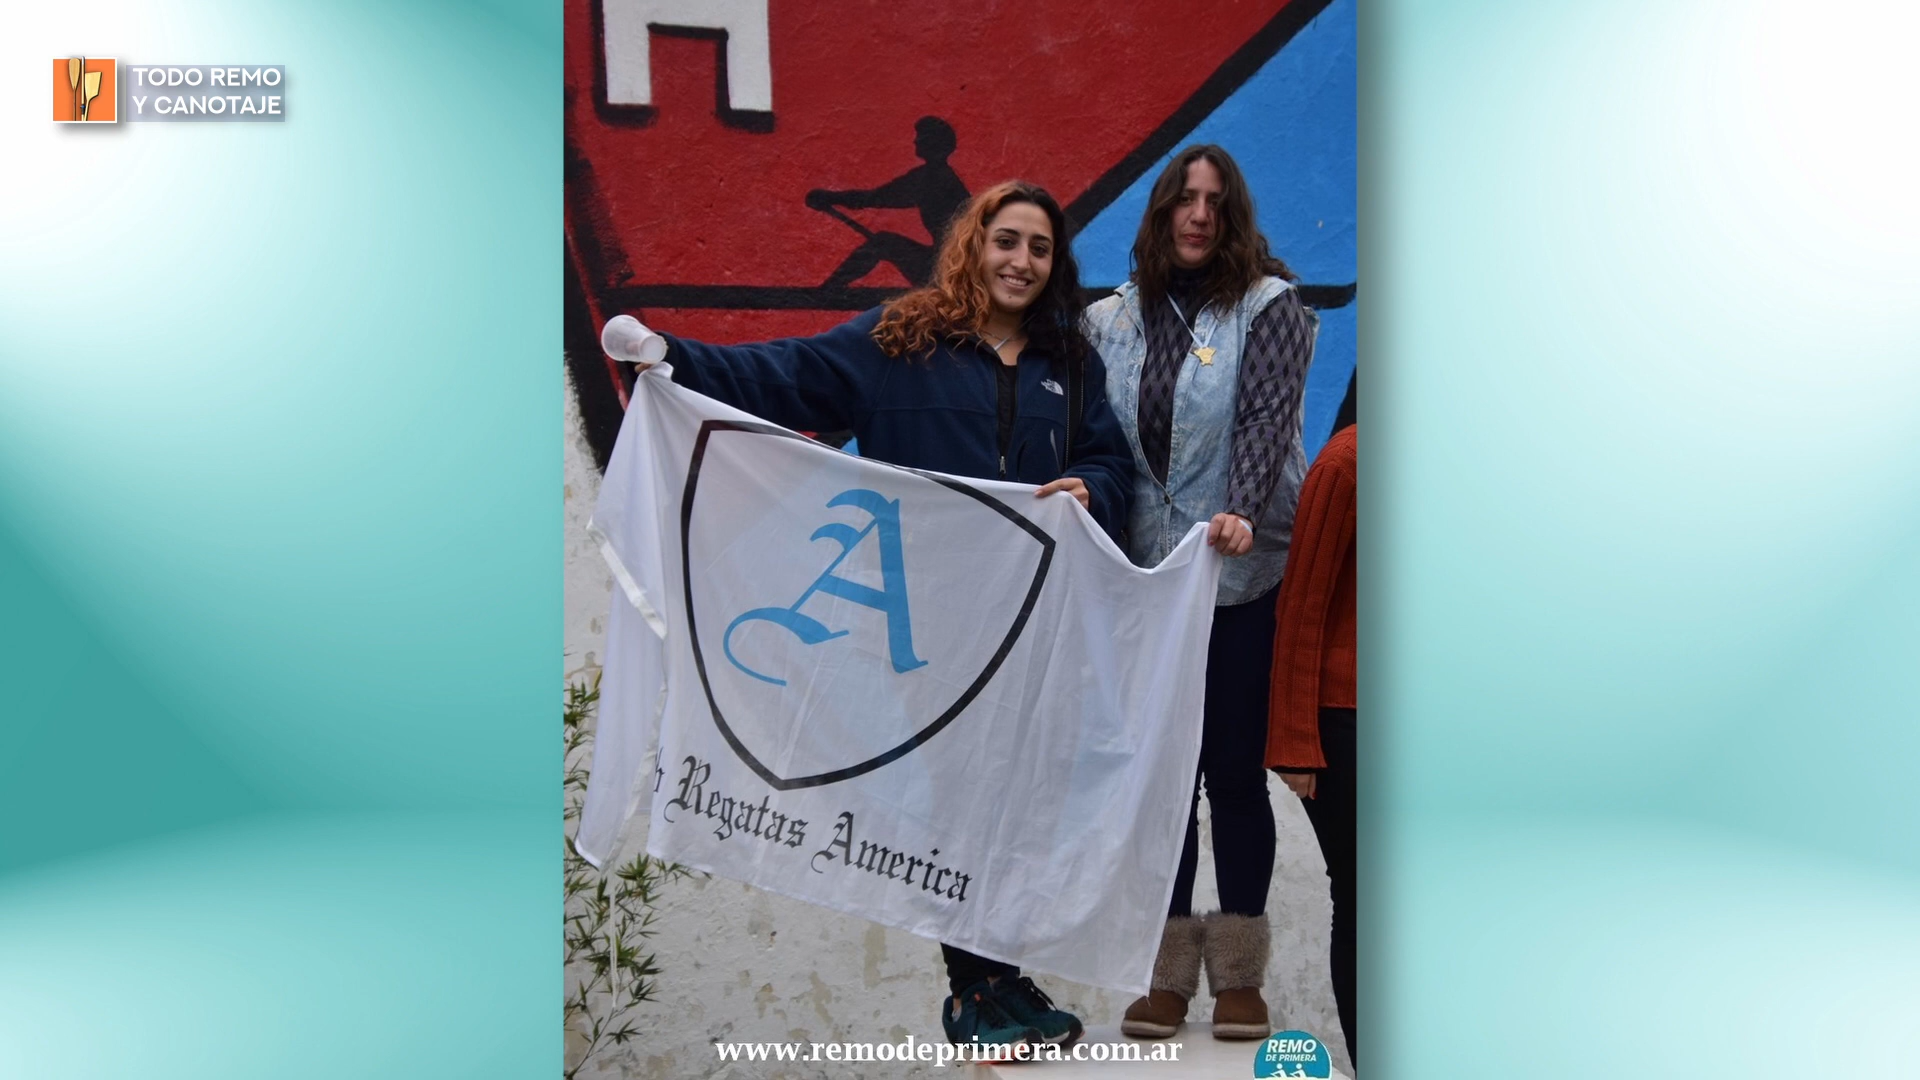 TODO REMO
Y CANOTAJE
Regatas America
A
www.remodeprimera.com.ar
REMO
DE PRIMERA